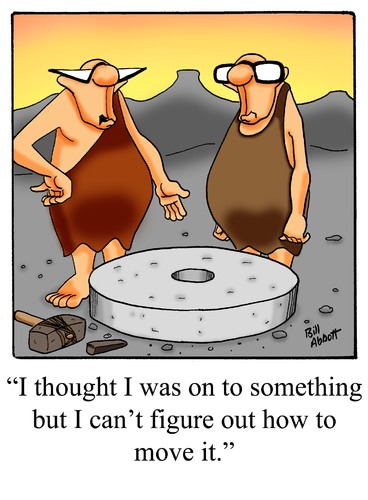 Bill
Abbott
“I thought I was on to something
but I can’t figure out how to
move it.”